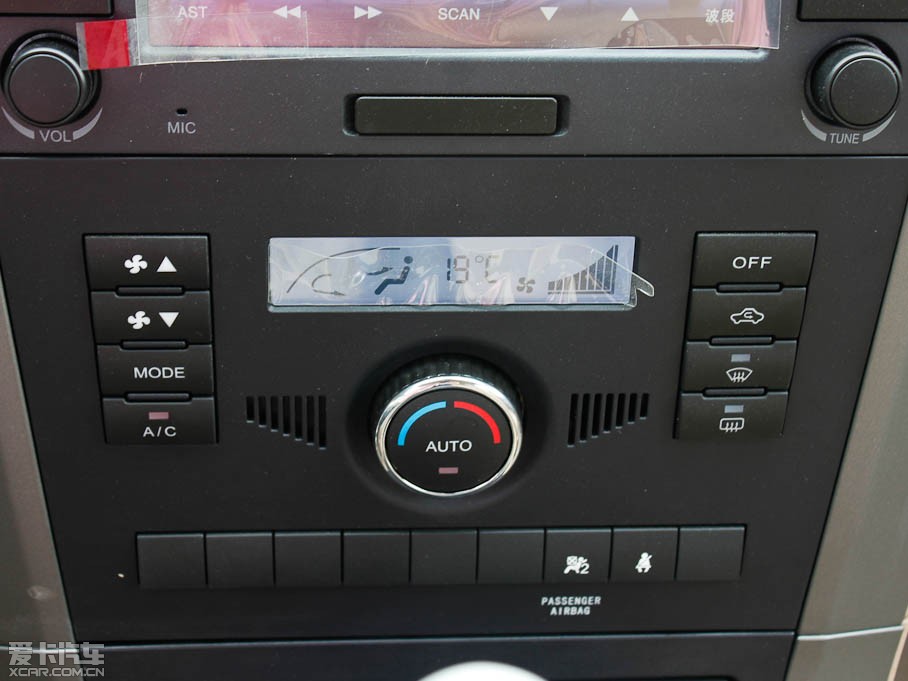 AST SCAN 波段
VOL
MIC
TUNE
18°C
OFF
MODE
A/C
AUTO
2
PASSENGER
AIRBAG
爱卡汽车
XCAR.COM.CN